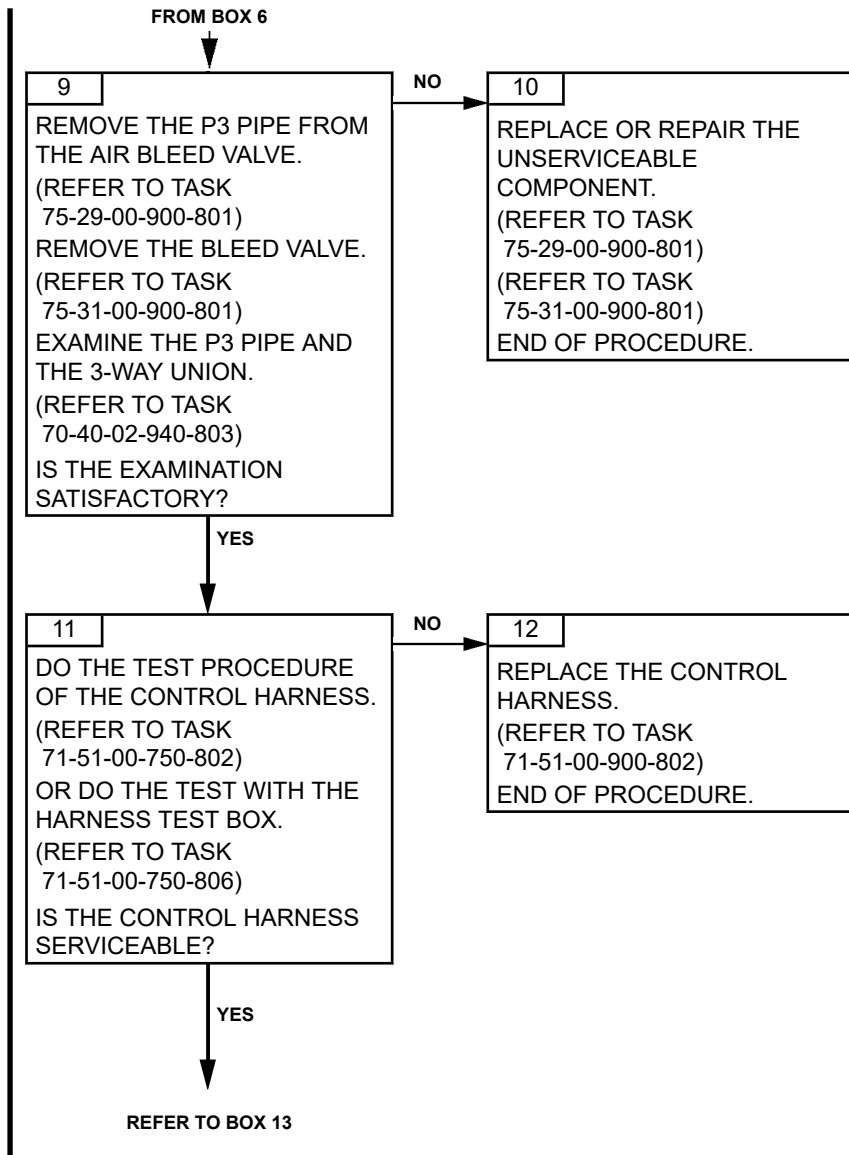 FROM BOX 6
9
REMOVE THE P3 PIPE FROM
THE AIR BLEED VALVE.
(REFER TO TASK
75-29-00-900-801)
REMOVE THE BLEED VALVE.
(REFER TO TASK
75-31-00-900-801)
EXAMINE THE P3 PIPE AND
THE 3-WAY UNION.
(REFER TO TASK
70-40-02-940-803)
IS THE EXAMINATION
SATISFACTORY?
NO
10
REPLACE OR REPAIR THE
UNSERVICEABLE
COMPONENT.
(REFER TO TASK
75-29-00-900-801)
(REFER TO TASK
75-31-00-900-801)
END OF PROCEDURE.
YES
11
DO THE TEST PROCEDURE
OF THE CONTROL HARNESS.
(REFER TO TASK
71-51-00-750-802)
OR DO THE TEST WITH THE
HARNESS TEST BOX.
(REFER TO TASK
71-51-00-750-806)
IS THE CONTROL HARNESS
SERVICEABLE?
NO
12
REPLACE THE CONTROL
HARNESS.
(REFER TO TASK
71-51-00-900-802)
END OF PROCEDURE.
YES
REFER TO BOX 13